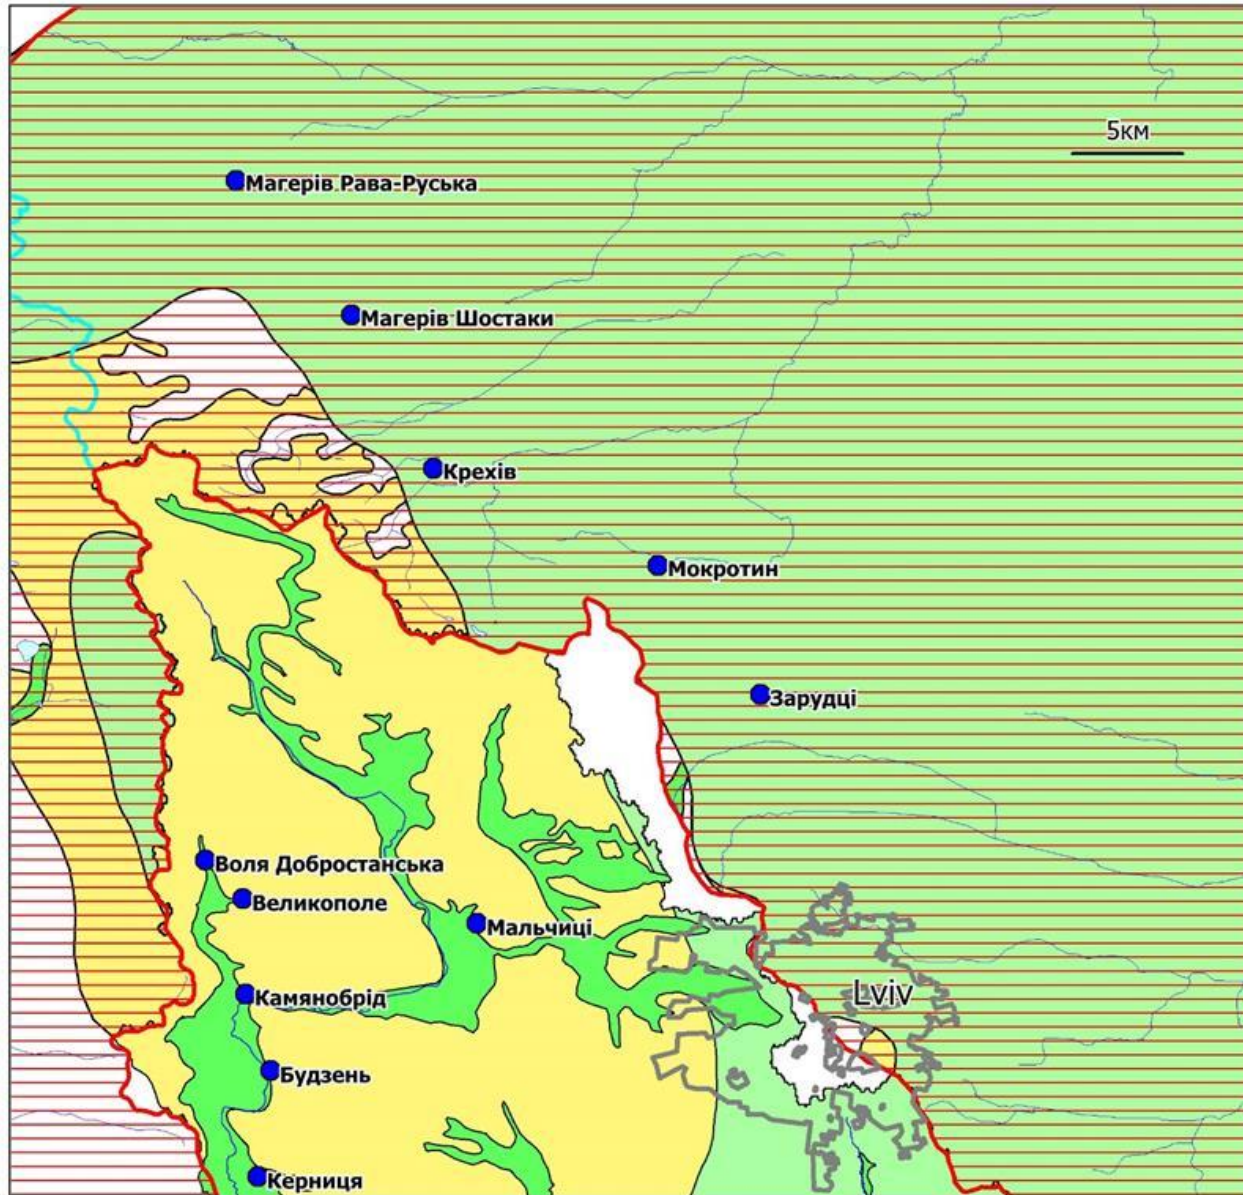 5км
Магерів Рава-Руська
Магерів Шостаки
Крехів
Мокротин
Зарудці
Воля Добростанська
Великополе
Мальчиці
Камянобрід
Lviv
Будзень
Керниця